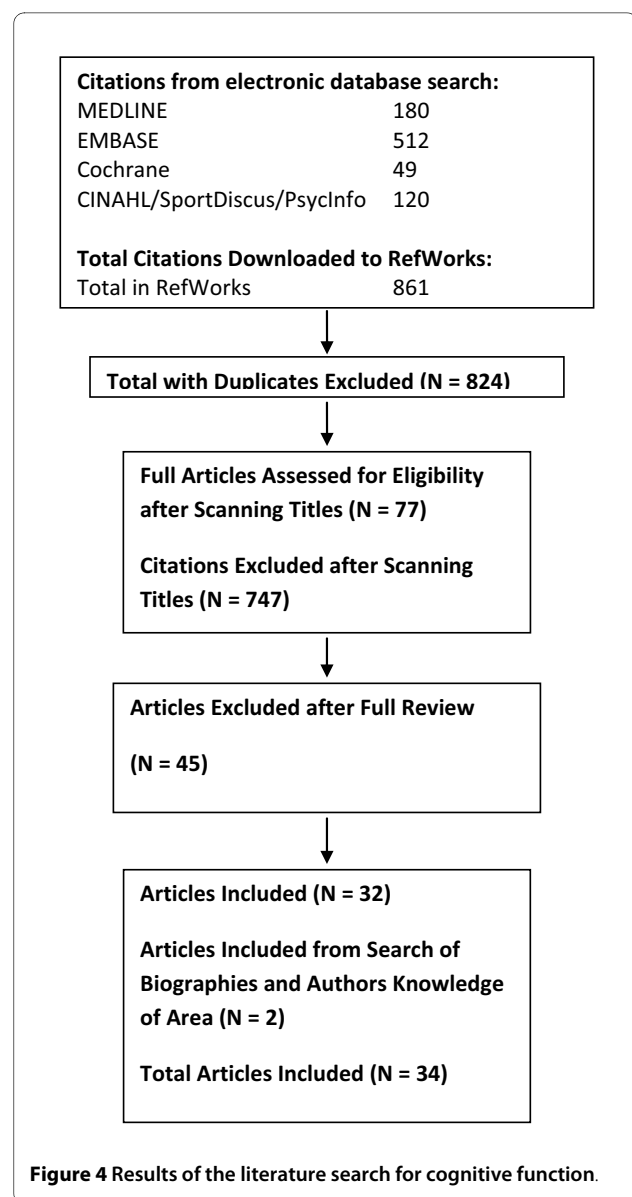 Citations from electronic database search:
MEDLINE 180
EMBASE 512
Cochrane 49
CINAHL/SportDiscus/PsycInfo 120
Total Citations Downloaded to RefWorks:
Total in RefWorks 861
Total with Duplicates Excluded (N = 824)
Full Articles Assessed for Eligibility
after Scanning Titles (N = 77)
Citations Excluded after Scanning
Titles (N = 747)
Articles Excluded after Full Review
(N = 45)
Articles Included (N = 32)
Articles Included from Search of
Biographies and Authors Knowledge
of Area (N = 2)
Total Articles Included (N = 34)
Figure 4 Results of the literature search for cognitive function.